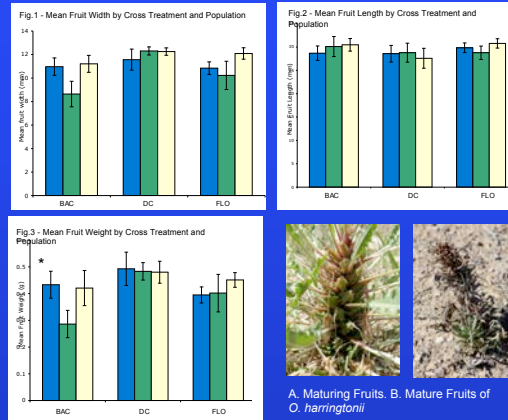 Fig.1 - Mean Fruit Width by Cross Treatment and Population
14
12
10
8
6
4
2
0
Mean fruit width (mm)
BAC DC FLO
Fig.2 - Mean Fruit Length by Cross Treatment and
Population
Mean Fruit Length (mm)
5
0
BAC DC FLO
Fig.3 - Mean Fruit Weight by Cross Treatment and
Population
*
0.5
0.4
0.3
0.2
0.1
0
Mean Fruit Weight (g)
BAC DC FLO
A. Maturing Fruits. B. Mature Fruits of
O. harringtonii